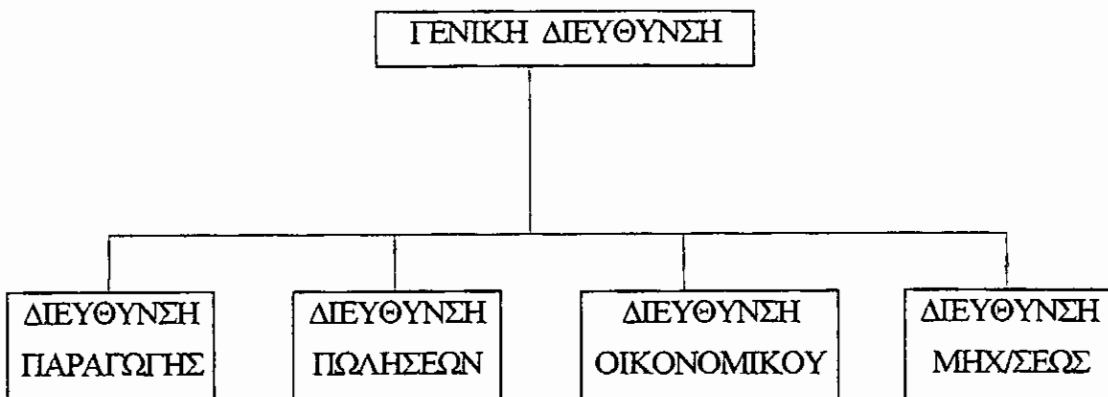 ΓΕΝΙΚΗ ΔΙΕΥΘΥΝΣΗ
ΔΙΕΥΘΥΝΣΗ
ΠΑΡΑΓΩΓΗΣ
ΔΙΕΥΘΥΝΣΗ
ΠΩΛΗΣΕΩΝ
ΔΙΕΥΘΥΝΣΗ
ΟΙΚΟΝΟΜΙΚΟΥ
ΔΙΕΥΘΥΝΣΗ
ΜΗΧ/ΣΕΩΣ